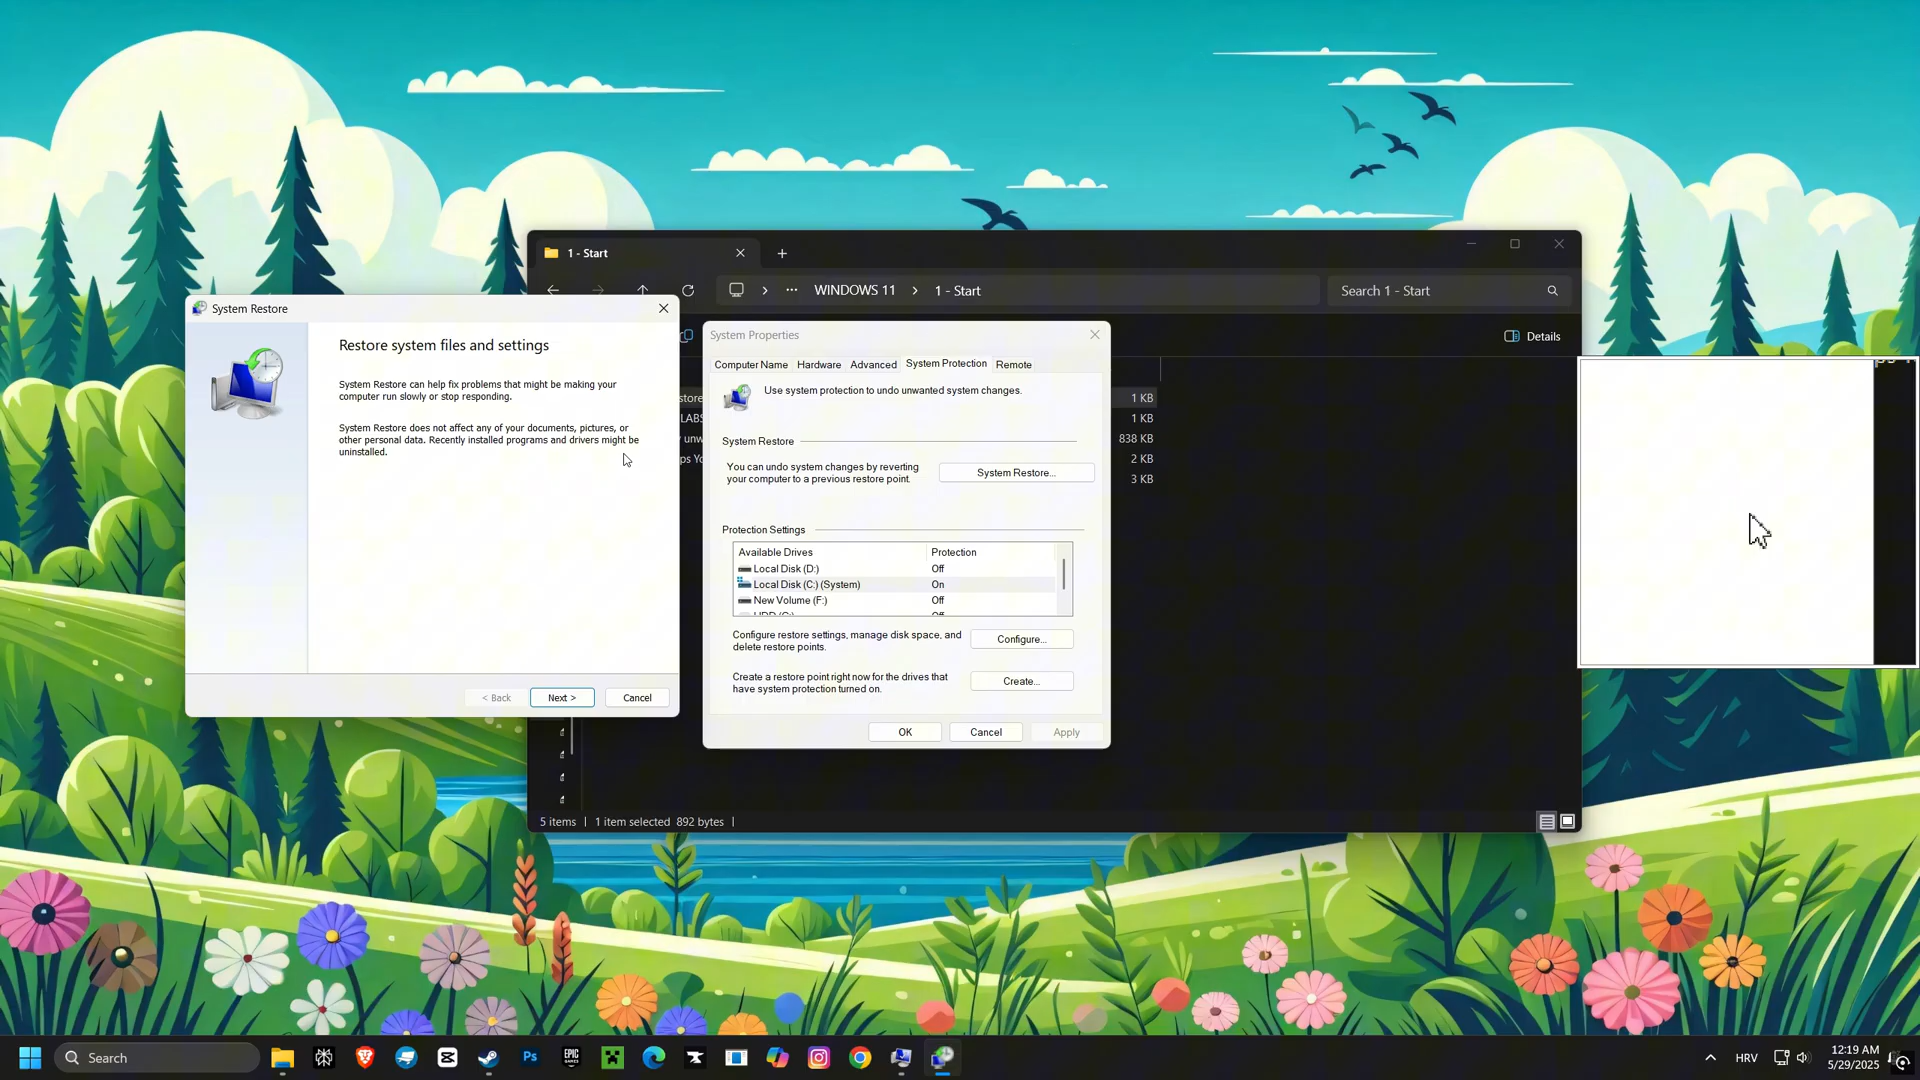 1 - Start
WINDOWS 11
1 - Start
Search 1 - Start
Details
System Restore
Restore system files and settings
System Restore can help fix problems that might be making your
computer run slowly or stop responding.
System Restore does not affect any of your documents, pictures, or
other personal data. Recently installed programs and drivers might be
uninstalled.
< Back
Next >
Cancel
System Properties
Computer Name
Hardware
Advanced
System Protection
Remote
Use system protection to undo unwanted system changes.
System Restore
You can undo system changes by reverting
your computer to a previous restore point.
System Restore...
Protection Settings
Available Drives
Protection
Local Disk (D:)
Off
Local Disk (C:) (System)
On
New Volume (F:)
Off
Configure restore settings, manage disk space, and
delete restore points.
Configure...
Create a restore point right now for the drives that
have system protection turned on.
Create...
OK
Cancel
Apply
1 KB
1 KB
838 KB
2 KB
3 KB
5 items
1 item selected 892 bytes
Search
Ps
EPIC
GAMES
HRV
12:19 AM
5/29/2025